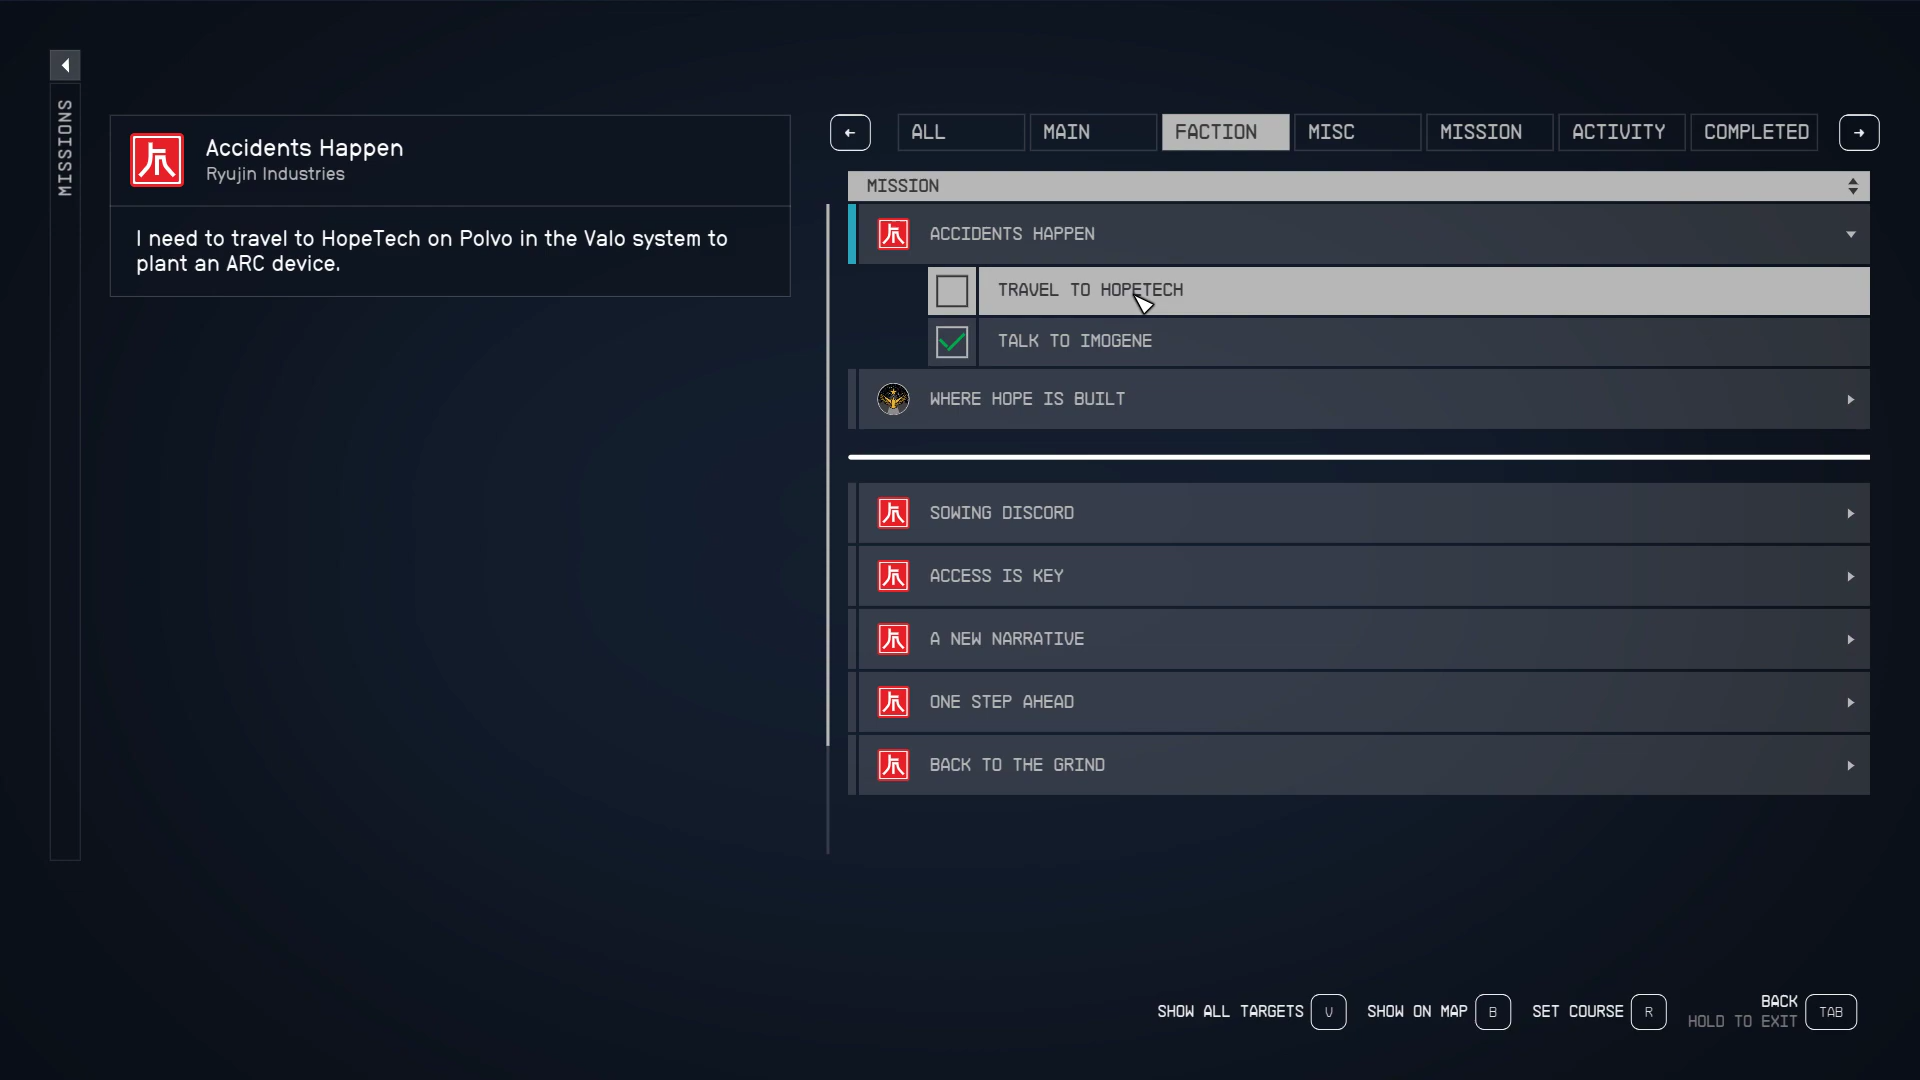 MISSIONS
Accidents Happen
Ryujin Industries
I need to travel to HopeTech on Polvo in the Valo system to
plant an ARC device.
ALL
MAIN
FACTION
MISC
MISSION
ACTIVITY
COMPLETED
MISSION
ACCIDENTS HAPPEN
TRAVEL TO HOPETECH
TALK TO IMOGENE
WHERE HOPE IS BUILT
SOWING DISCORD
ACCESS IS KEY
A NEW NARRATIVE
ONE STEP AHEAD
BACK TO THE GRIND
SHOW ALL TARGETS V
SHOW ON MAP B
SET COURSE R
BACK
HOLD TO EXIT
TAB